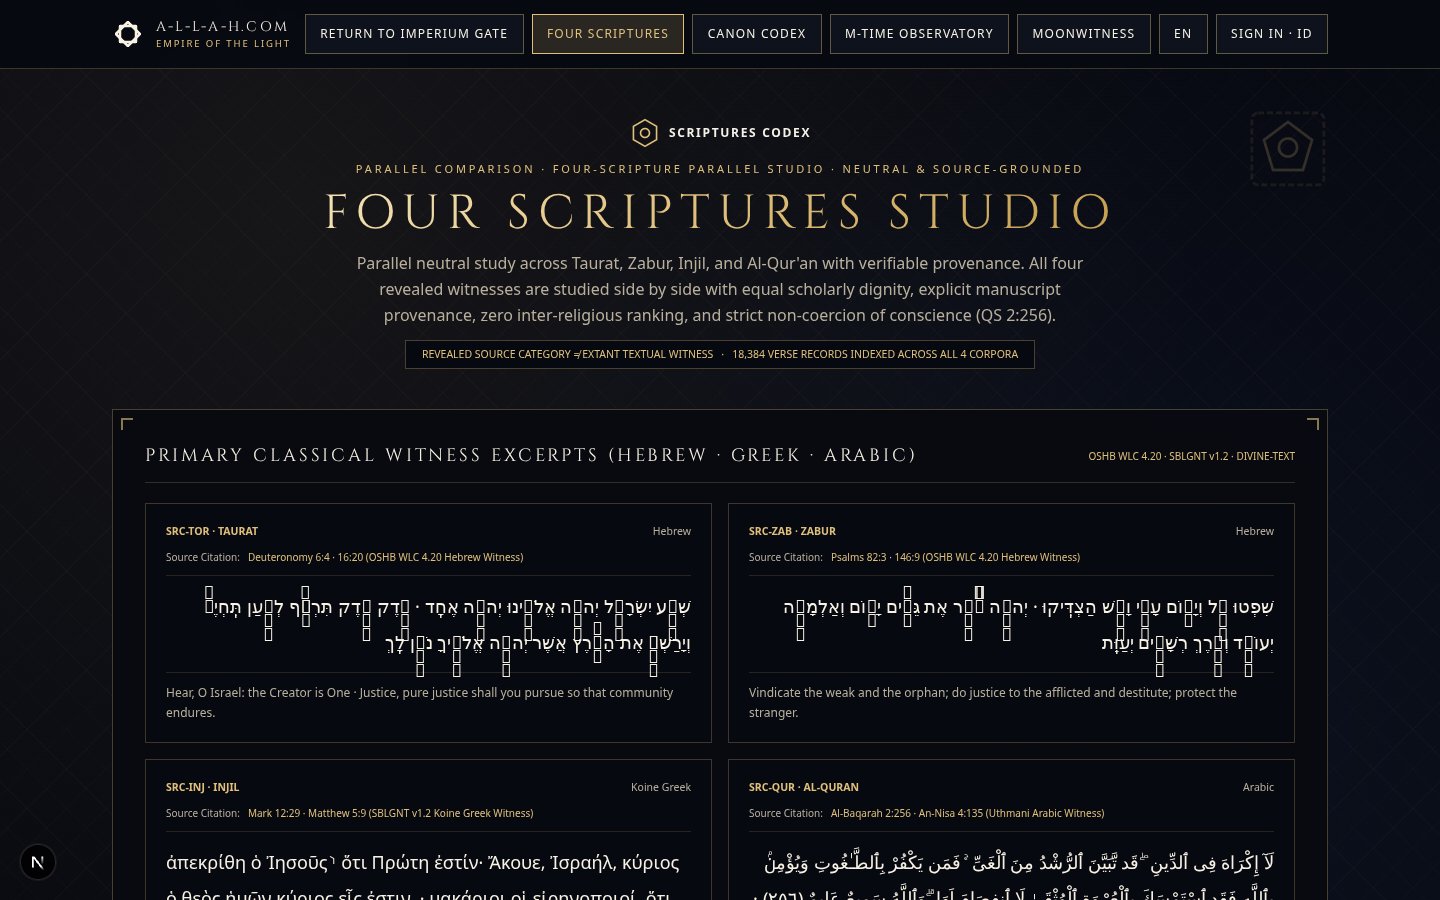 A-L-L-A-H.COM
EMPIRE OF THE LIGHT
RETURN TO IMPERIUM GATE
FOUR SCRIPTURES
CANON CODEX
M-TIME OBSERVATORY
MOONWITNESS
EN
SIGN IN · ID
SCRIPTURES CODEX
PARALLEL COMPARISON · FOUR-SCRIPTURE PARALLEL STUDIO · NEUTRAL & SOURCE-GROUNDED
FOUR SCRIPTURES STUDIO
Parallel neutral study across Taurat, Zabur, Injil, and Al-Qur'an with verifiable provenance. All four
revealed witnesses are studied side by side with equal scholarly dignity, explicit manuscript
provenance, zero inter-religious ranking, and strict non-coercion of conscience (QS 2:256).
REVEALED SOURCE CATEGORY ≠ EXTANT TEXTUAL WITNESS · 18,384 VERSE RECORDS INDEXED ACROSS ALL 4 CORPORA
PRIMARY CLASSICAL WITNESS EXCERPTS (HEBREW · GREEK · ARABIC)
OSHB WLC 4.20 · SBLGNT v1.2 · DIVINE-TEXT
SRC-TOR · TAURAT
Hebrew
Source Citation: Deuteronomy 6:4 · 16:20 (OSHB WLC 4.20 Hebrew Witness)
אֶחָֽד ·
אֶת אֲשֶׁר לָֽךְ
Hear, O Israel: the Creator is One · Justice, pure justice shall you pursue so that community
endures.
SRC-ZAB · ZABUR
Hebrew
Source Citation: Psalms 82:3 · 146:9 (OSHB WLC 4.20 Hebrew Witness)
שִׁפְטוּ הַצְדִּיקוּ · אֶת
יְעַוֵּֽת
Vindicate the weak and the orphan; do justice to the afflicted and destitute; protect the
stranger.
SRC-INJ · INJIL
Koine Greek
Source Citation: Mark 12:29 · Matthew 5:9 (SBLGNT v1.2 Koine Greek Witness)
ἀπεκρίθη ὁ Ἰησοῦς⸃ ὅτι Πρώτη ἐστίν· Ἄκουε, Ἰσραήλ, κύριος
ὁ θεὸς ἡμῶν κύριος εἷς ἐστιν, · μακάριοι οἱ εἰρηνοποιοί, ὅτι
SRC-QUR · AL-QURAN
Arabic
Source Citation: Al-Baqarah 2:256 · An-Nisa 4:135 (Uthmani Arabic Witness)
لَآ إِكْرَاهَ فِى ٱلدِّينِ ۖ قَد تَّبَيَّنَ ٱلرُّشْدُ مِنَ ٱلْغَىِّ ۚ فَمَن يَكْفُرْ بِٱلطَّـٰغُوتِ وَيُؤْمِنۢ